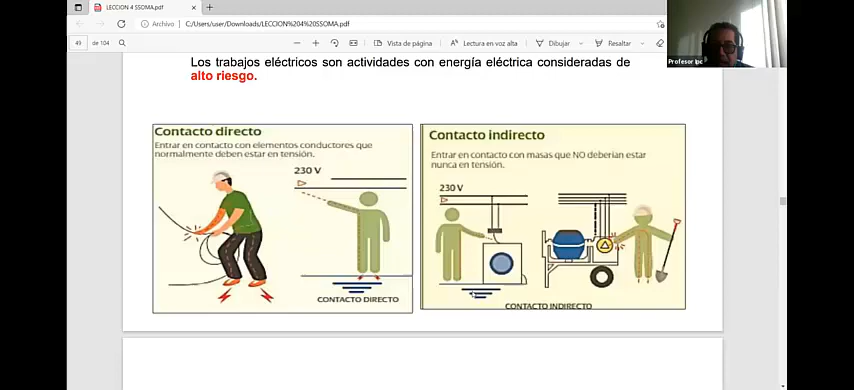 LECCION 4 SSOMA.pdf
Archivo
C:/Users/user/Downloads/LECCION%204%20SSOMA.pdf
49 de 104
Vista de página
Lectura en voz alta
Dibujar
Resaltar
Profesor Ipc
Los trabajos eléctricos son actividades con energía eléctrica consideradas de
alto riesgo.
Contacto directo
Entrar en contacto con elementos conductores que
normalmente deben estar en tensión.
230 V
CONTACTO DIRECTO
Contacto indirecto
Entrar en contacto con masas que NO deberían estar
nunca en tensión.
230 V
CONTACTO INDIRECTO